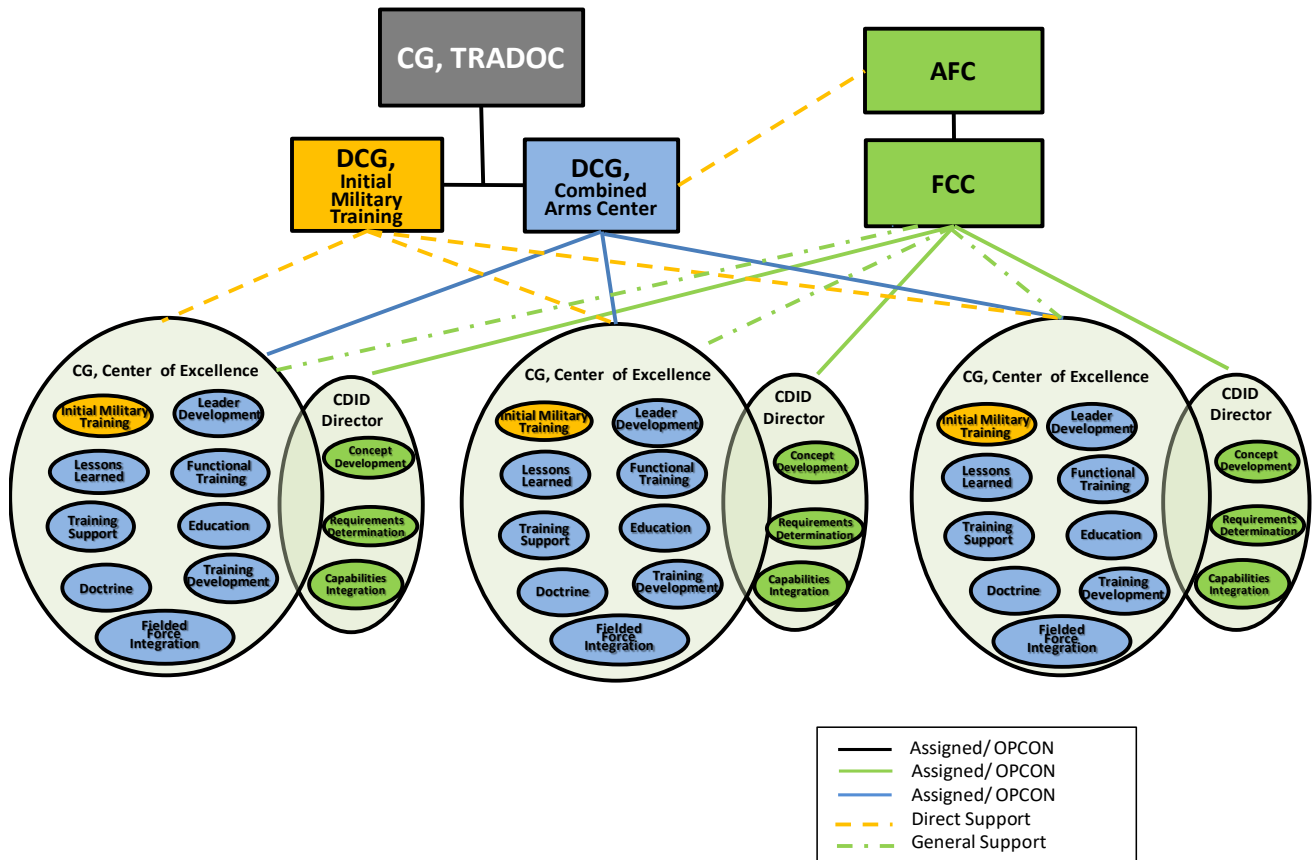 CG, TRADOC
AFC
DCG,
Initial
Military
Training
DCG,
Combined
Arms Center
FCC
CG, Center of Excellence
Initial Military
Training
Leader
Development
Lessons
Learned
Functional
Training
Training
Support
Education
Doctrine
Training
Development
Fielded
Force
Integration
CDID
Director
Concept
Development
Requirements
Determination
Capabilities
Integration
CG, Center of Excellence
Initial Military
Training
Leader
Development
Lessons
Learned
Functional
Training
Training
Support
Education
Doctrine
Training
Development
Fielded
Force
Integration
CDID
Director
Concept
Development
Requirements
Determination
Capabilities
Integration
CG, Center of Excellence
Initial Military
Training
Leader
Development
Lessons
Learned
Functional
Training
Training
Support
Education
Doctrine
Training
Development
Fielded
Force
Integration
CDID
Director
Concept
Development
Requirements
Determination
Capabilities
Integration
Assigned/ OPCON
Assigned/ OPCON
Assigned/ OPCON
Direct Support
General Support